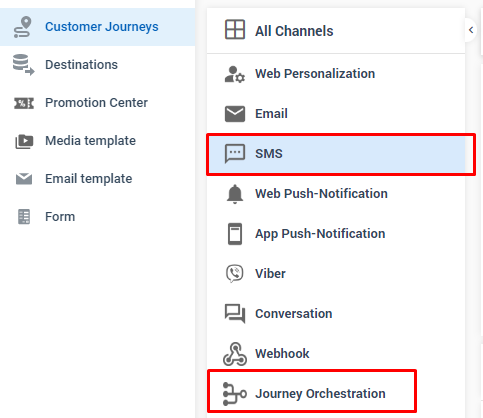 Customer Journeys
Destinations
Promotion Center
Media template
Email template
Form
All Channels
Web Personalization
Email
SMS
Web Push-Notification
App Push-Notification
Viber
Conversation
Webhook
Journey Orchestration